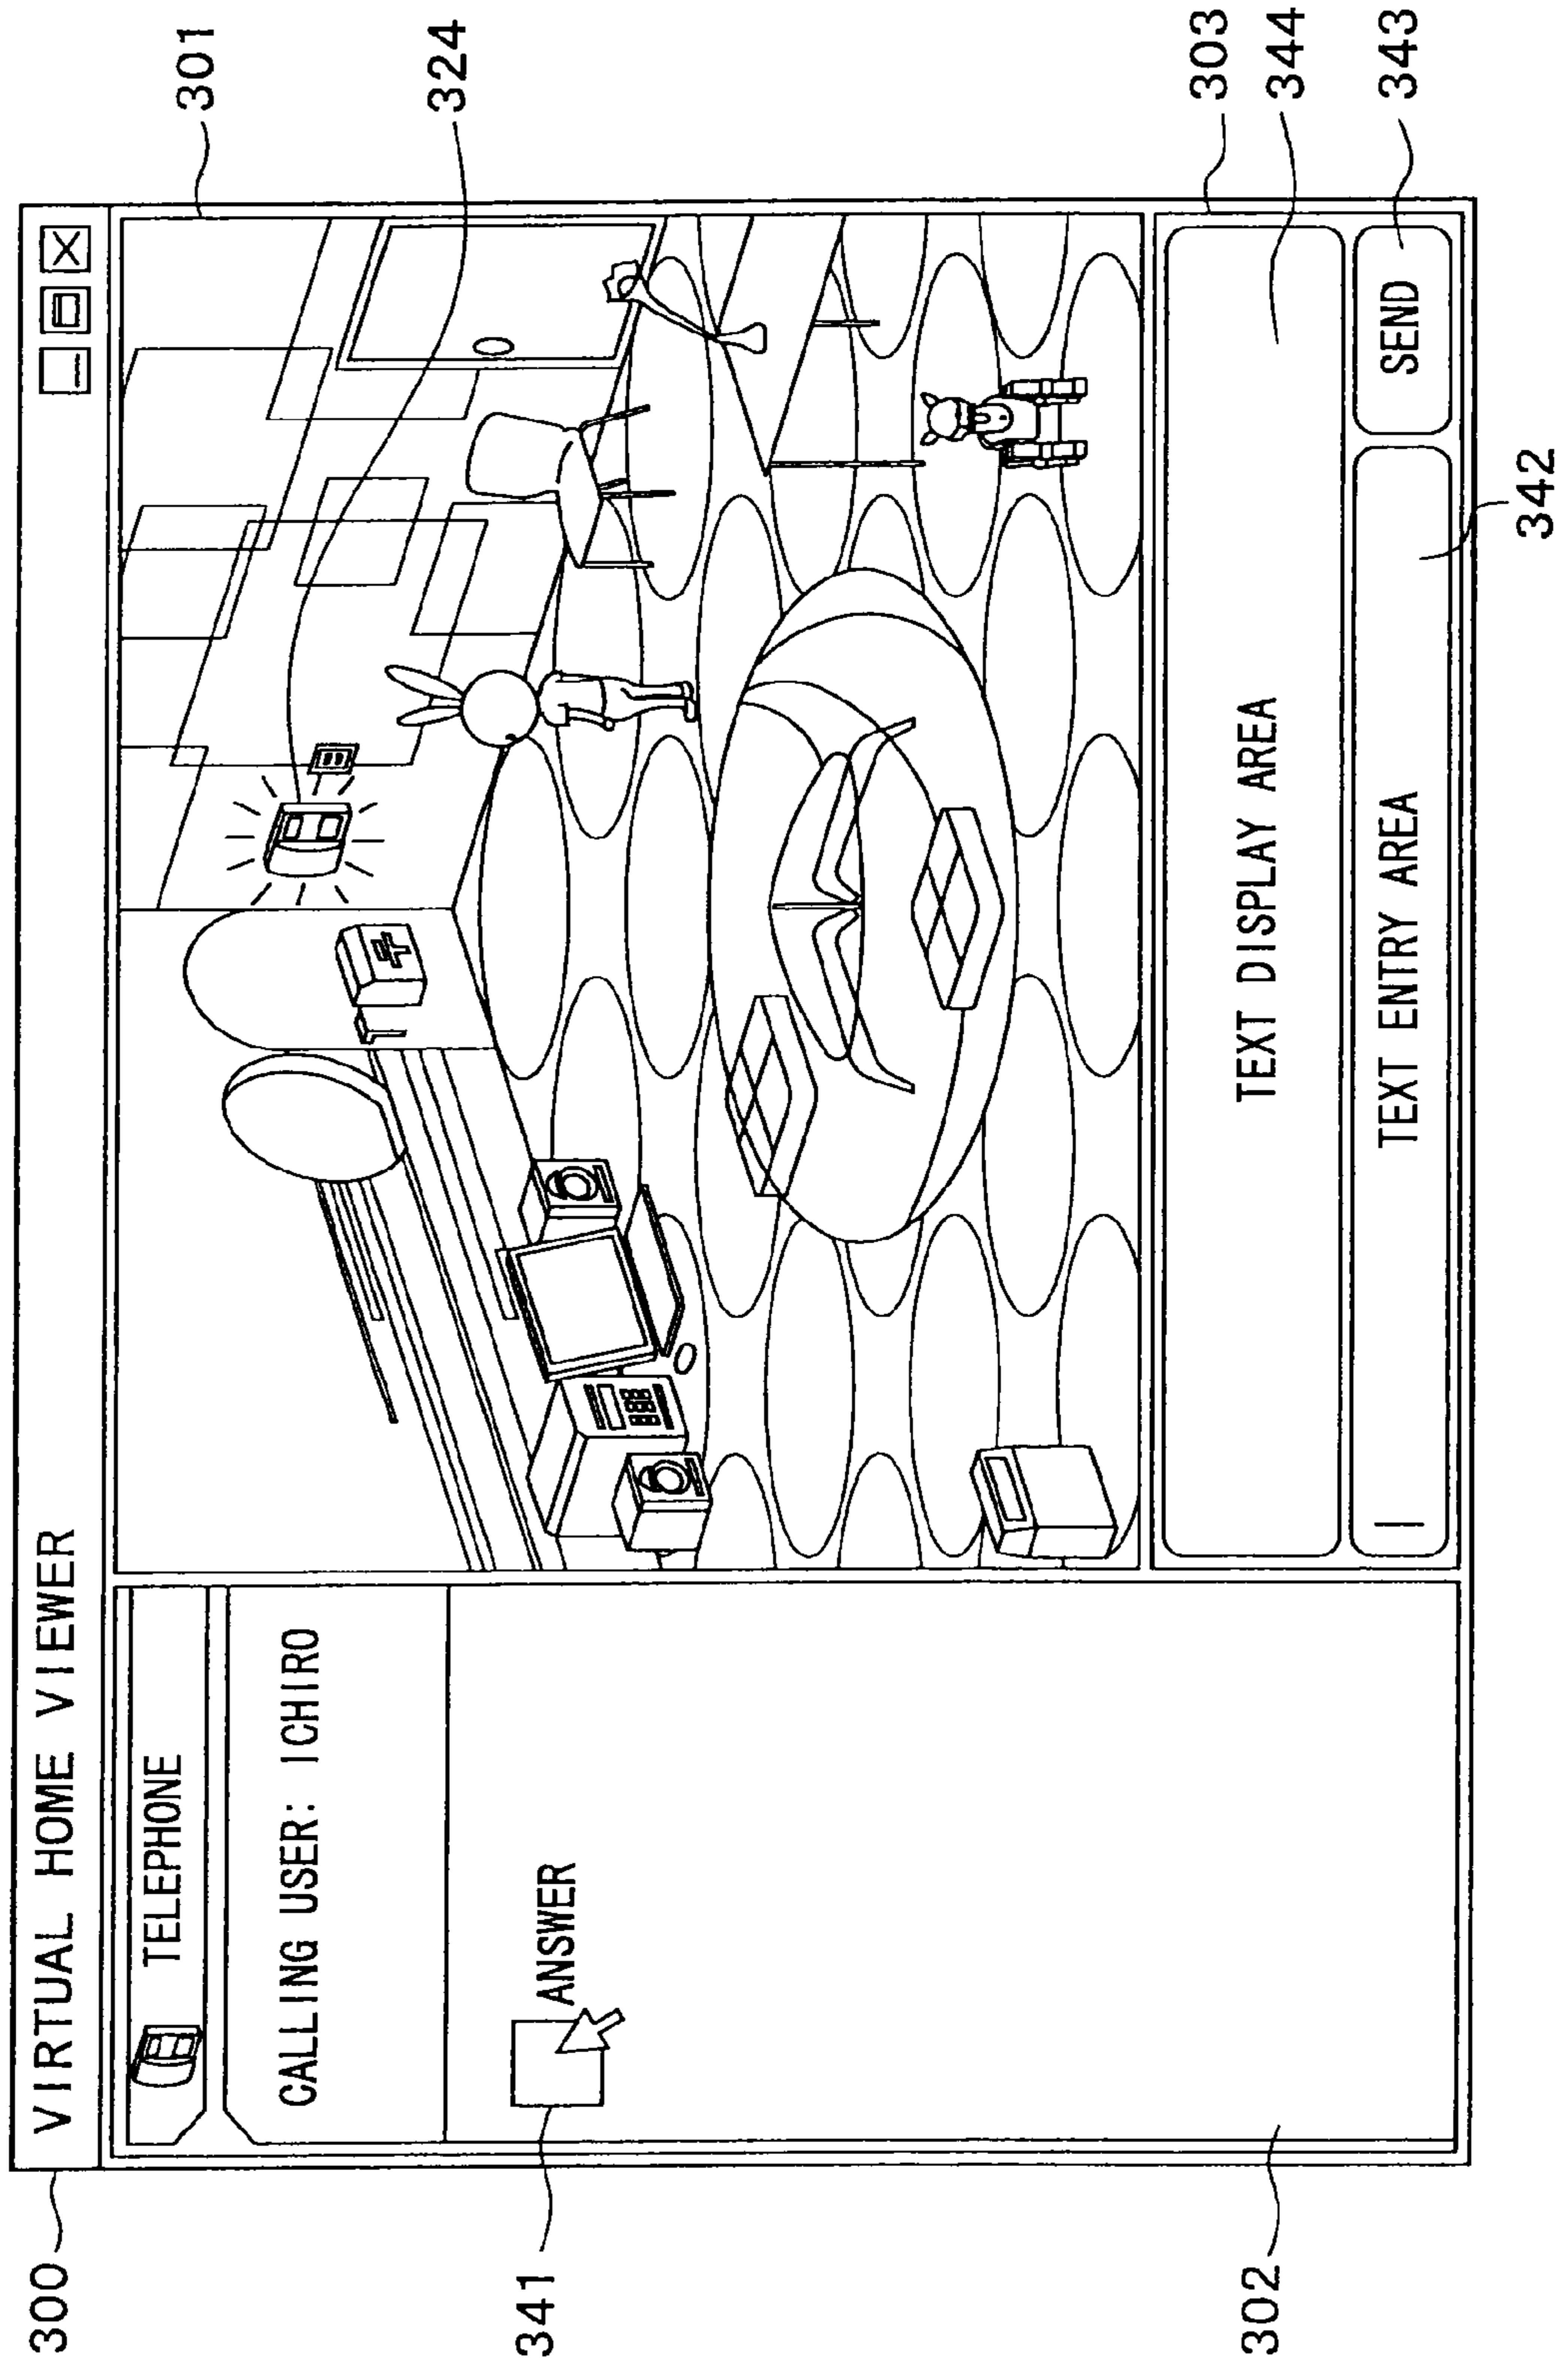 300
VIRTUAL HOME VIEWER
301
324
TELEPHONE
CALLING USER: ICHIRO
341
ANSWER
302
303
TEXT DISPLAY AREA
344
TEXT ENTRY AREA
SEND
343
342